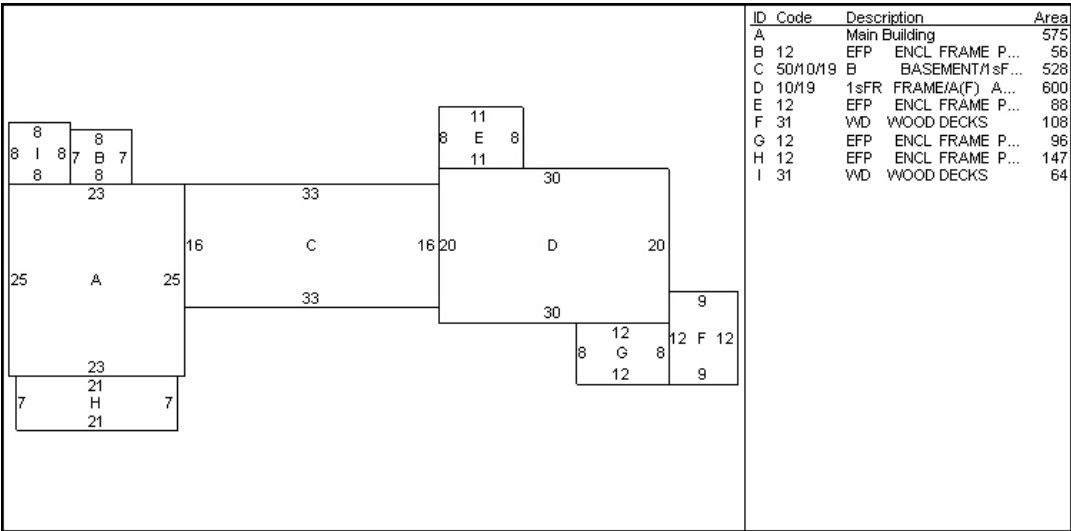 ID Code Description Area
A Main Building 575
B 12 EFP ENCL FRAME P... 56
C 50/10/19 B BASEMENT/1sF... 528
D 10/19 1sFR FRAME/A(F) A... 600
E 12 EFP ENCL FRAME P... 88
F 31 WD WOOD DECKS 108
G 12 EFP ENCL FRAME P... 96
H 12 EFP ENCL FRAME P... 147
I 31 WD WOOD DECKS 64
8
8 I 8
8
8
7 B 7
8
11
8 E 8
11
23
25 A 25
23
33
16 C 16
33
30
20 D 20
30
9
12 F 12
9
12
8 G 8
12
21
7 H 7
21